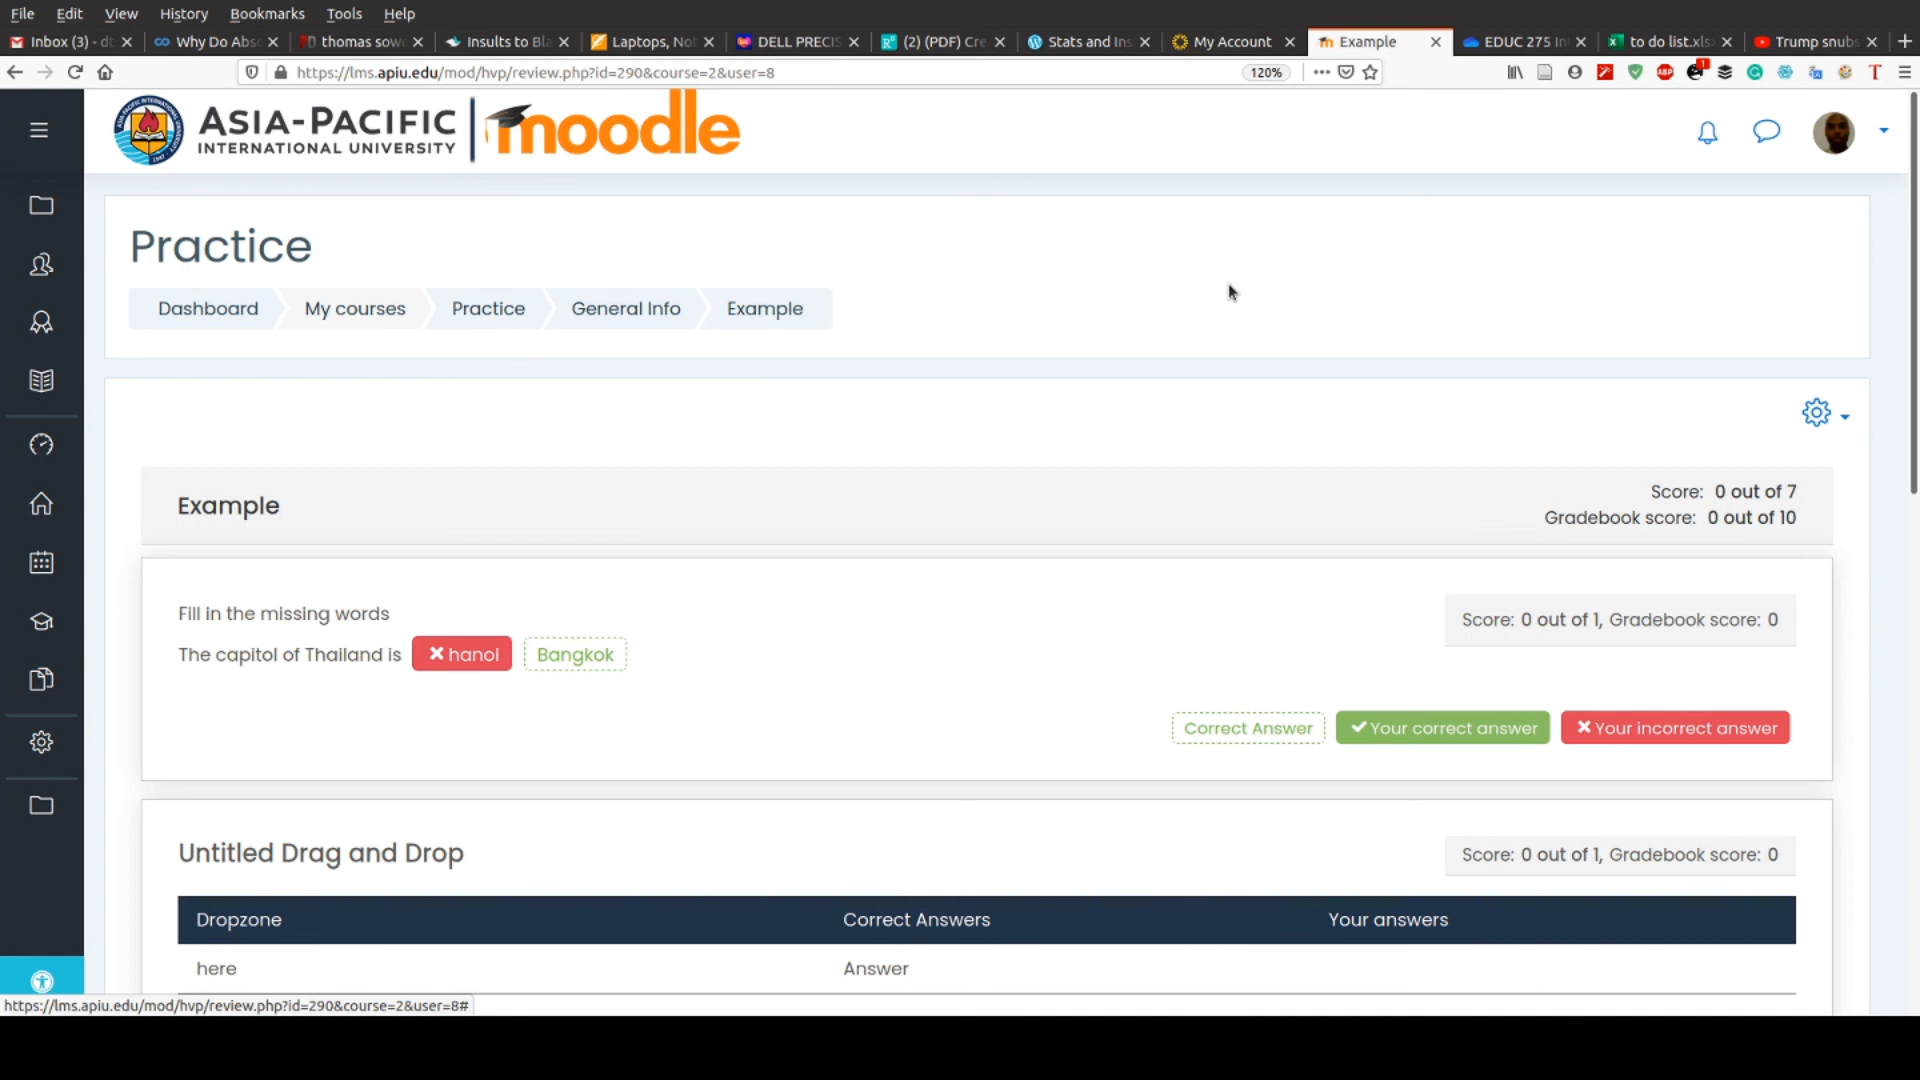 File Edit View History Bookmarks Tools Help
Inbox (3) - dt
Why Do Abs
thomas sow
Insults to Bla
Laptops, Not
DELL PRECIS
(2) (PDF) Cre
Stats and Ins
My Account
Example
EDUC 275 In
to do list.xls
Trump snubs
https://lms.apiu.edu/mod/hvp/review.php?id=290&course=2&user=8
120%
ABP
1
ASIA-PACIFIC
INTERNATIONAL UNIVERSITY
moodle
Practice
Dashboard My courses Practice General Info Example
Example
Score: 0 out of 7
Gradebook score: 0 out of 10
Fill in the missing words
Score: 0 out of 1, Gradebook score: 0
The capitol of Thailand is hanoi Bangkok
Correct Answer Your correct answer Your incorrect answer
Untitled Drag and Drop
Score: 0 out of 1, Gradebook score: 0
Dropzone Correct Answers Your answers
here Answer
https://lms.apiu.edu/mod/hvp/review.php?id=290&course=2&user=8#